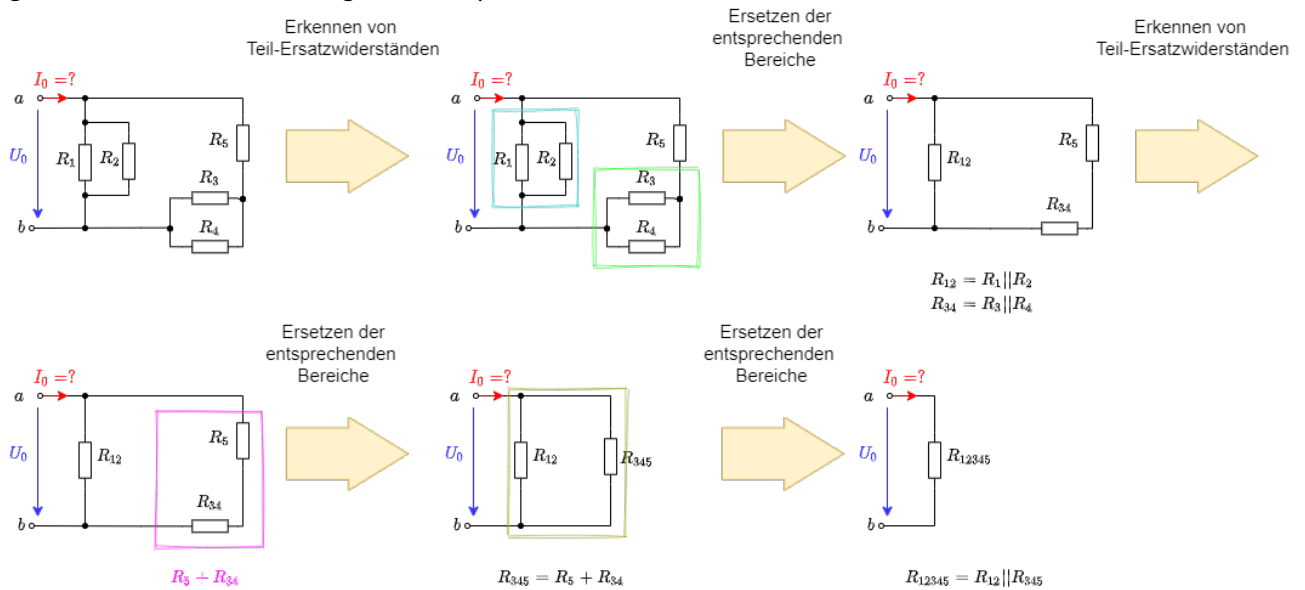 Erkennen von
Teil-Ersatzwiderständen
Ersetzen der
entsprechenden
Bereiche
Erkennen von
Teil-Ersatzwiderständen
I₀ =?
a
U₀
R₁
R₂
R₅
R₃
R₄
b
I₀ =?
a
U₀
R₁
R₂
R₅
R₃
R₄
b
I₀ =?
a
U₀
R₁₂
R₅
R₃₄
b
R₁₂ = R₁||R₂
R₃₄ = R₃||R₄
Ersetzen der
entsprechenden
Bereiche
Ersetzen der
entsprechenden
Bereiche
I₀ =?
a
U₀
R₁₂
R₅
R₃₄
b
R₅ + R₃₄
I₀ =?
a
U₀
R₁₂
R₃₄₅
b
R₃₄₅ = R₅ + R₃₄
I₀ =?
a
U₀
R₁₂₃₄₅
b
R₁₂₃₄₅ = R₁₂||R₃₄₅